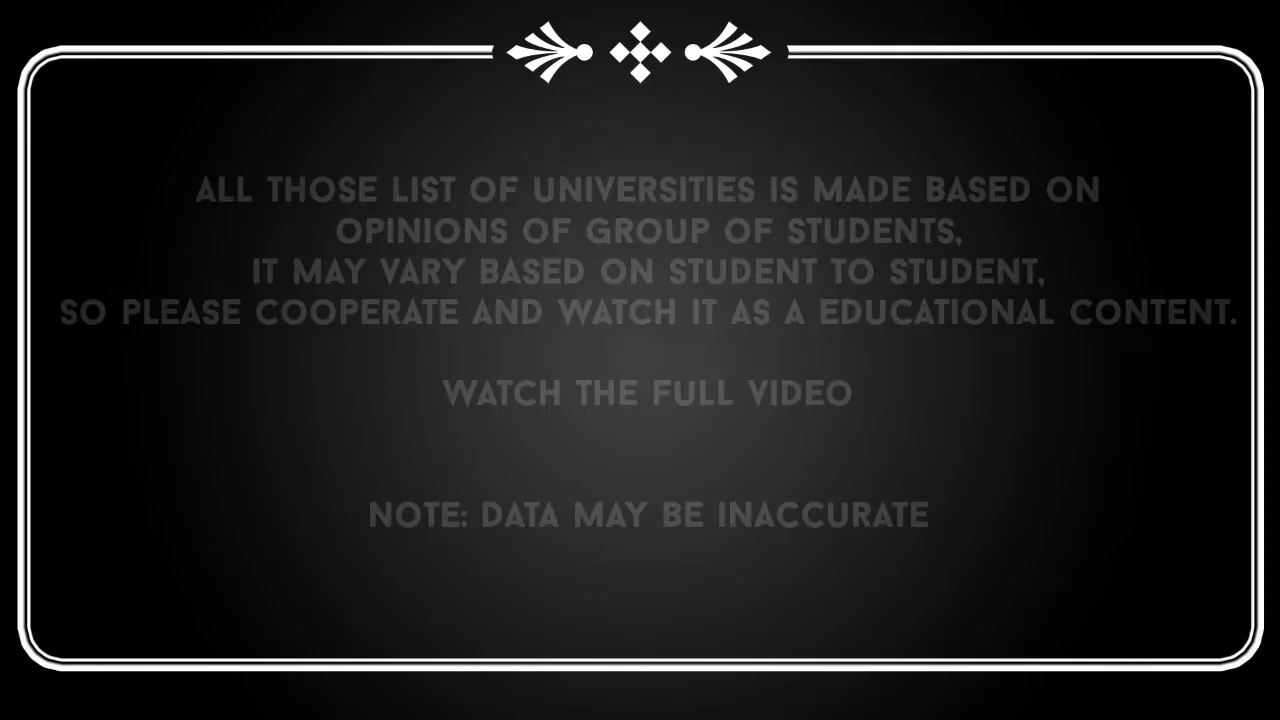 ALL THOSE LIST OF UNIVERSITIES IS MADE BASED ON
OPINIONS OF GROUP OF STUDENTS,
IT MAY VARY BASED ON STUDENT TO STUDENT,
SO PLEASE COOPERATE AND WATCH IT AS A EDUCATIONAL CONTENT.
WATCH THE FULL VIDEO
NOTE: DATA MAY BE INACCURATE